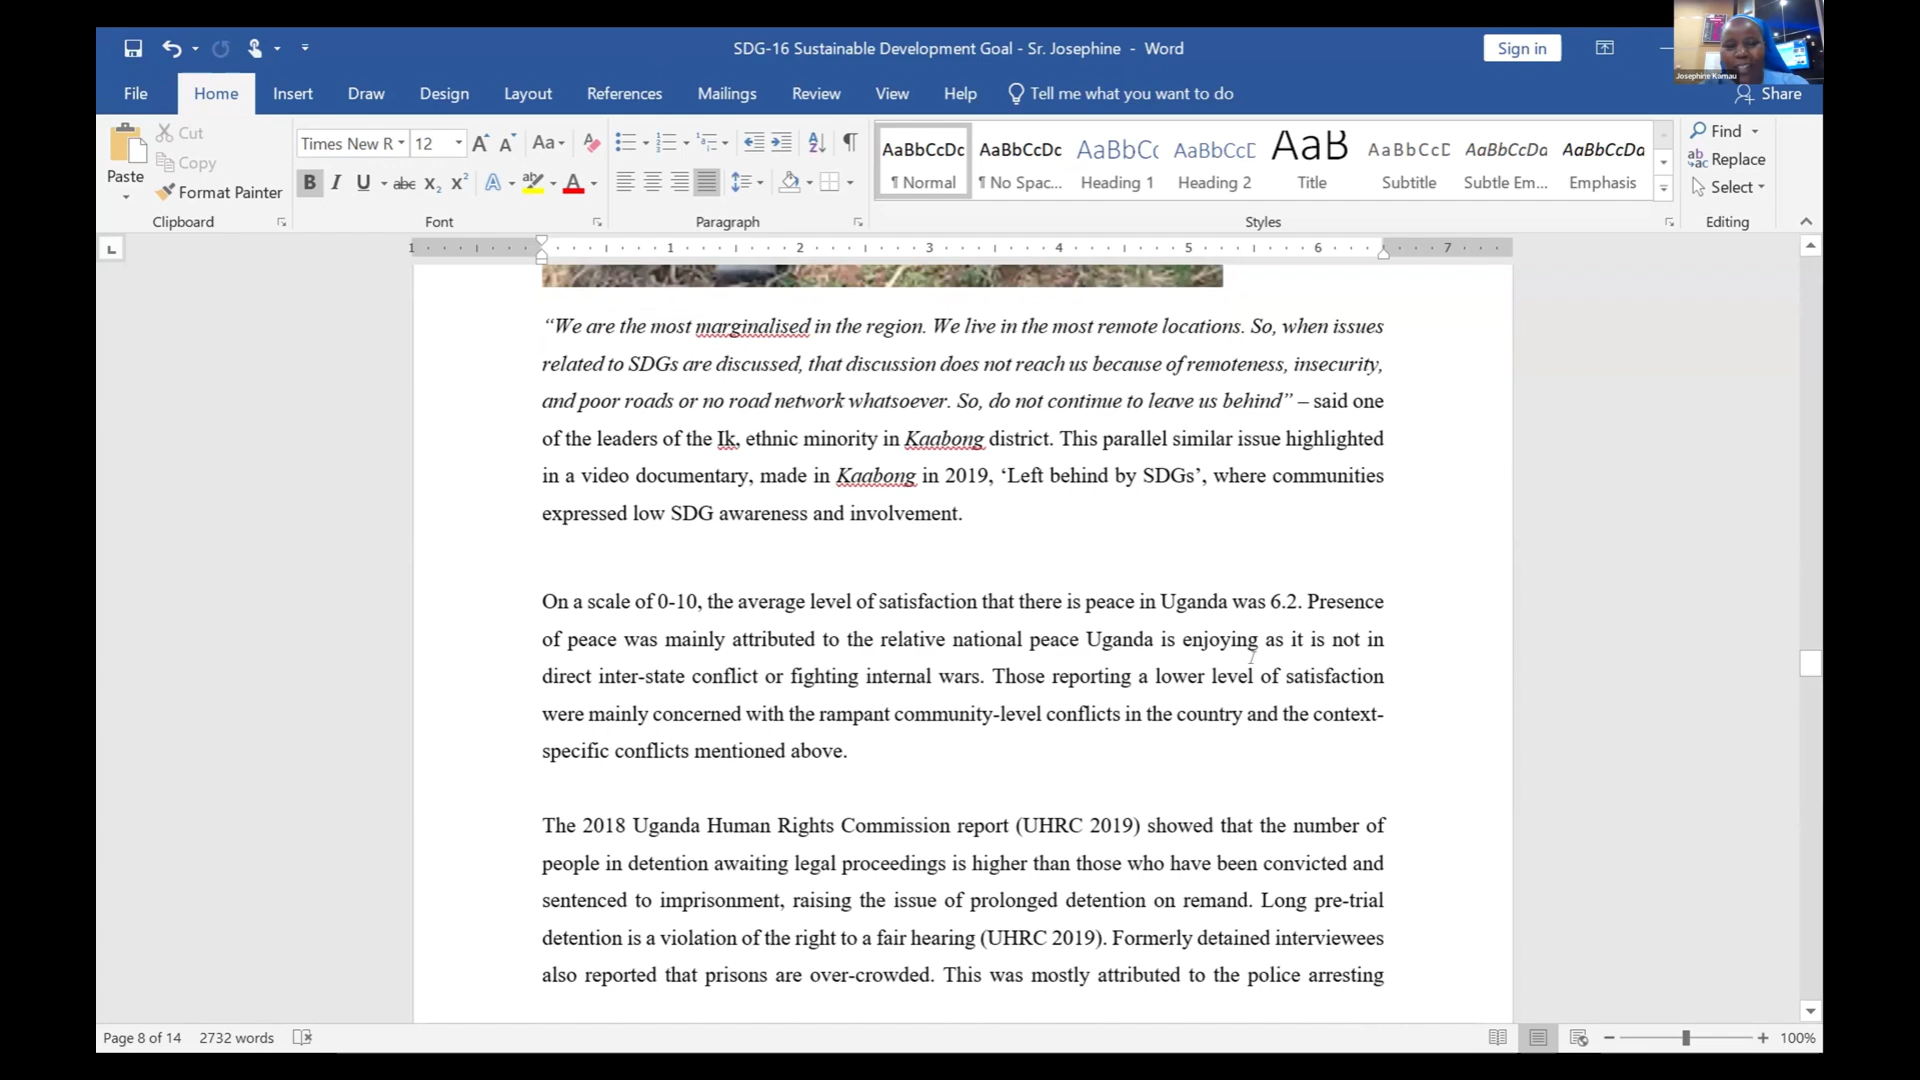 SDG-16 Sustainable Development Goal - Sr. Josephine - Word
Sign in
Josephine Kamau
File Home Insert Draw Design Layout References Mailings Review View Help Tell me what you want to do Share
Paste
Cut
Copy
Format Painter
Clipboard
Times New R 12
Font
Paragraph
AaBbCcDc AaBbCcDc AaBbC AaBbCcD AaB AaBbCcD AaBbCcDa AaBbCcDa
¶ Normal ¶ No Spac... Heading 1 Heading 2 Title Subtitle Subtle Em... Emphasis
Styles
Find
Replace
Select
Editing
1 1 2 3 4 5 6 7
“We are the most marginalised in the region. We live in the most remote locations. So, when issues
related to SDGs are discussed, that discussion does not reach us because of remoteness, insecurity,
and poor roads or no road network whatsoever. So, do not continue to leave us behind” – said one
of the leaders of the Ik, ethnic minority in Kaabong district. This parallel similar issue highlighted
in a video documentary, made in Kaabong in 2019, ‘Left behind by SDGs’, where communities
expressed low SDG awareness and involvement.
On a scale of 0-10, the average level of satisfaction that there is peace in Uganda was 6.2. Presence
of peace was mainly attributed to the relative national peace Uganda is enjoying as it is not in
direct inter-state conflict or fighting internal wars. Those reporting a lower level of satisfaction
were mainly concerned with the rampant community-level conflicts in the country and the context-
specific conflicts mentioned above.
The 2018 Uganda Human Rights Commission report (UHRC 2019) showed that the number of
people in detention awaiting legal proceedings is higher than those who have been convicted and
sentenced to imprisonment, raising the issue of prolonged detention on remand. Long pre-trial
detention is a violation of the right to a fair hearing (UHRC 2019). Formerly detained interviewees
also reported that prisons are over-crowded. This was mostly attributed to the police arresting
Page 8 of 14 2732 words 100%